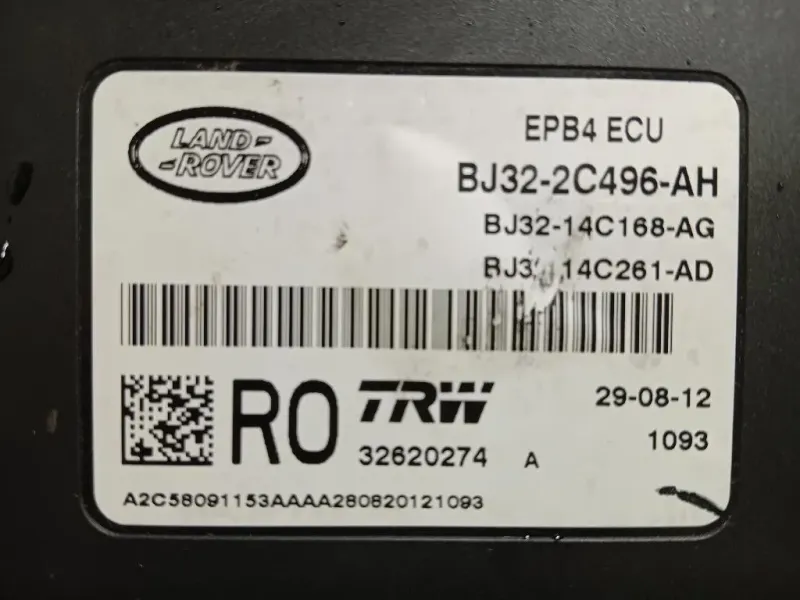 LAND-
-ROVER
EPB4 ECU
BJ32-2C496-AH
BJ32-14C168-AG
14C261-AD
RO
TRW
32620274 A
29-08-12
1093
A2C58091153AAAA280820121093